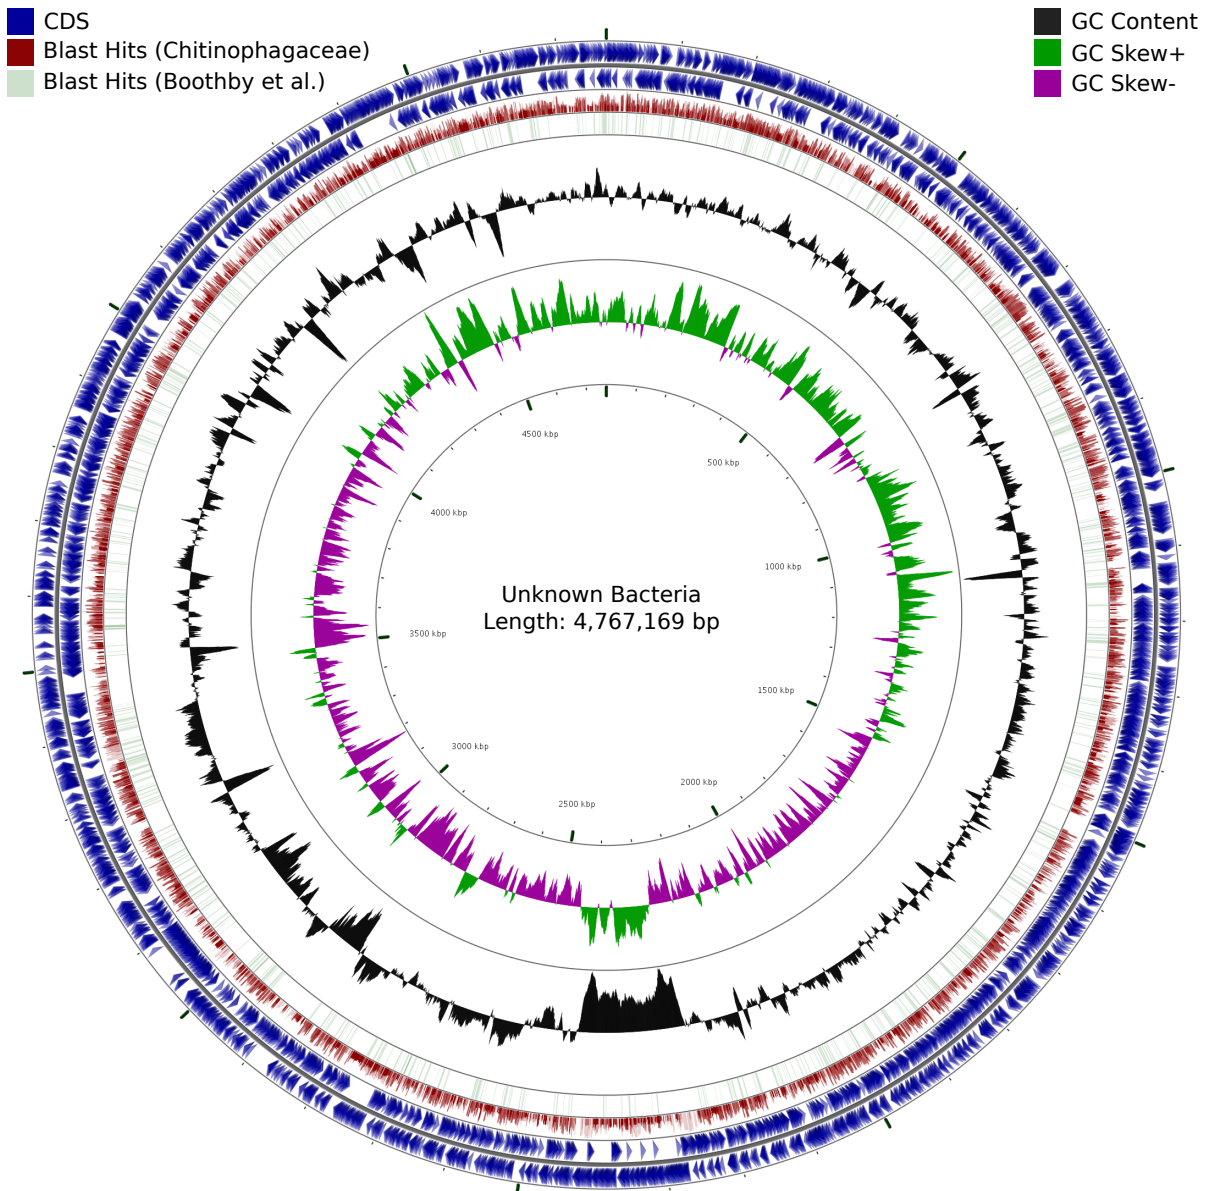 CDS
Blast Hits (Chitinophagaceae)
Blast Hits (Boothby et al.)
GC Content
GC Skew+
GC Skew-
4500 kbp
500 kbp
4000 kbp
1000 kbp
Unknown Bacteria
Length: 4,767,169 bp
3500 kbp
1500 kbp
3000 kbp
2000 kbp
2500 kbp